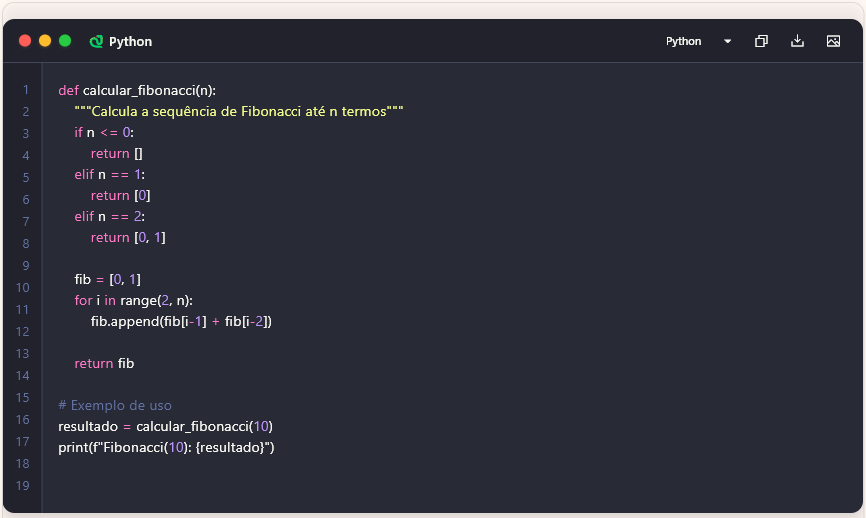 Python
Python
1 def calcular_fibonacci(n):
2 """Calcula a sequência de Fibonacci até n termos"""
3 if n <= 0:
4 return []
5 elif n == 1:
6 return [0]
7 elif n == 2:
8 return [0, 1]
9
10 fib = [0, 1]
11 for i in range(2, n):
12 fib.append(fib[i-1] + fib[i-2])
13
14 return fib
15
16 # Exemplo de uso
17 resultado = calcular_fibonacci(10)
18 print(f"Fibonacci(10): {resultado}")
19